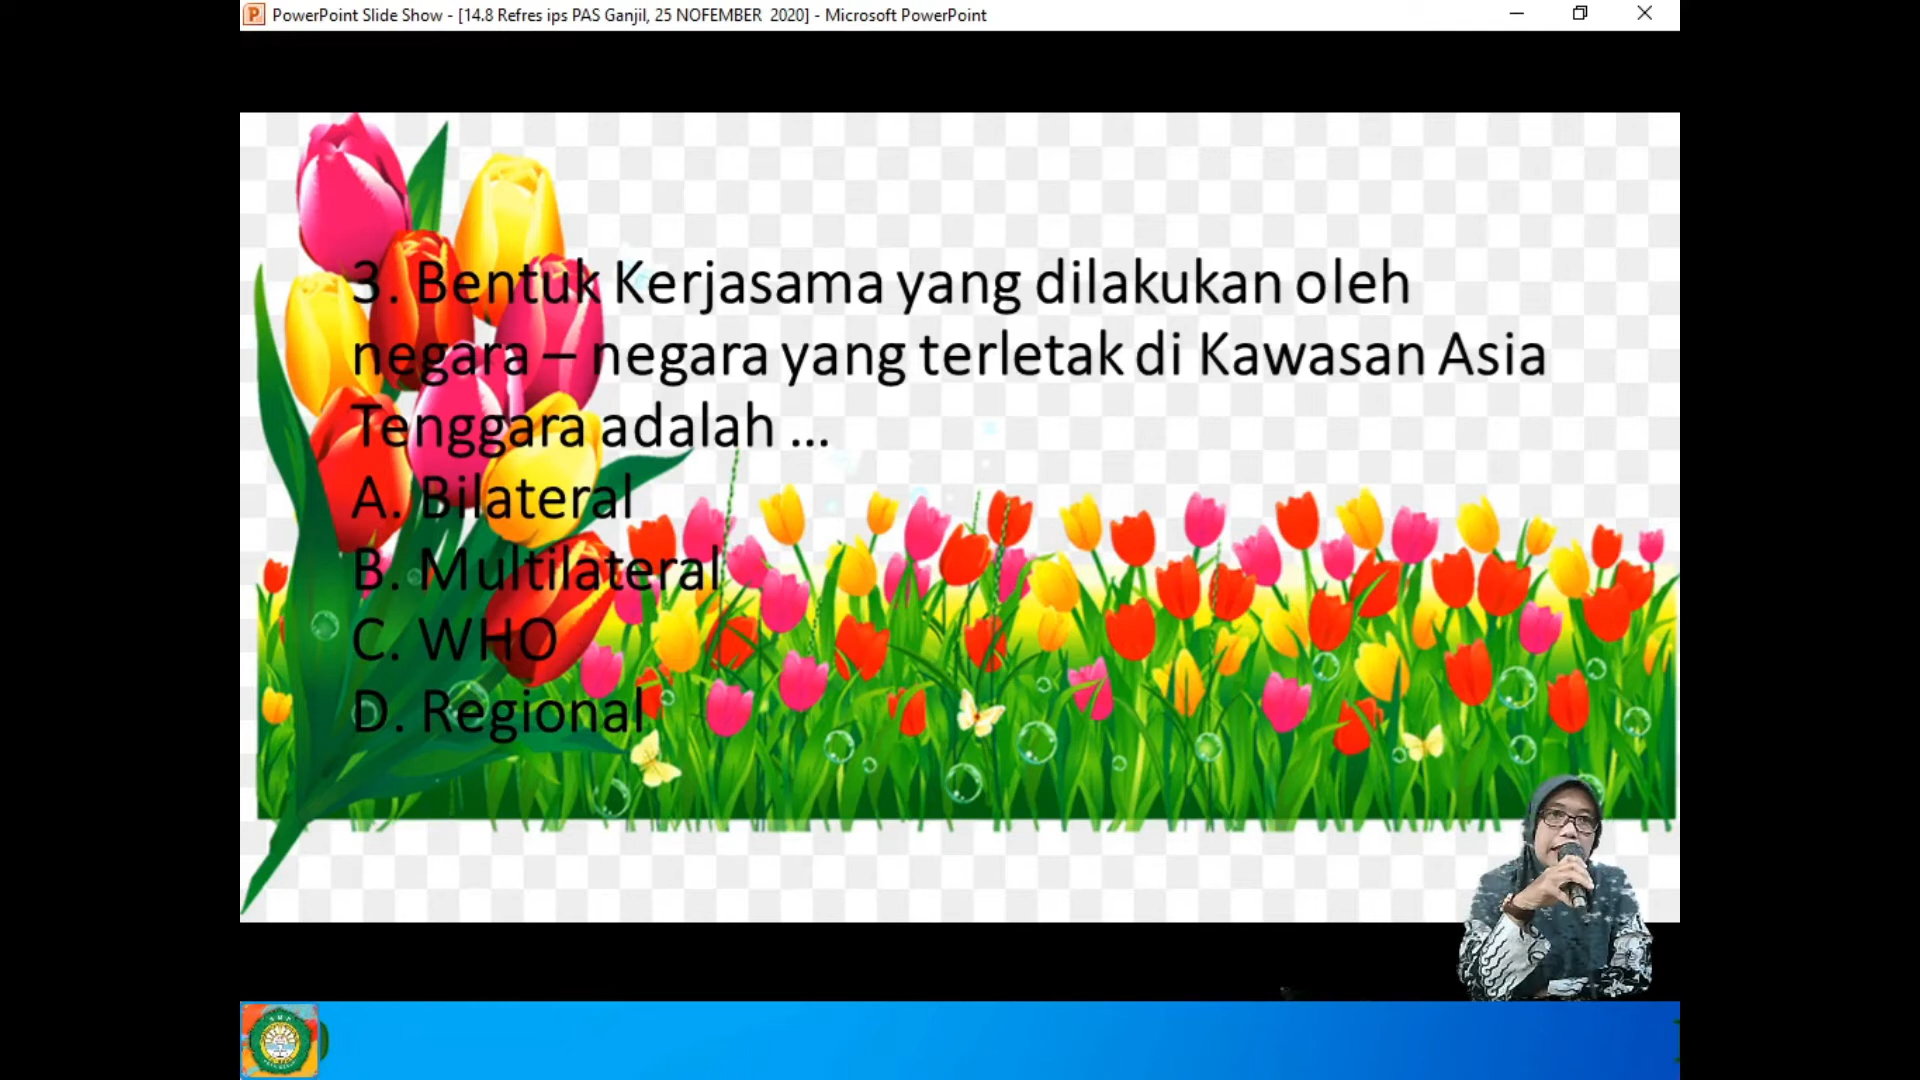 PowerPoint Slide Show - [14.8 Refres ips PAS Ganjil, 25 NOFEMBER  2020] - Microsoft PowerPoint
3. Bentuk Kerjasama yang dilakukan oleh
negara – negara yang terletak di Kawasan Asia
Tenggara adalah ...
A. Bilateral
B. Multilateral
C. WHO
D. Regional